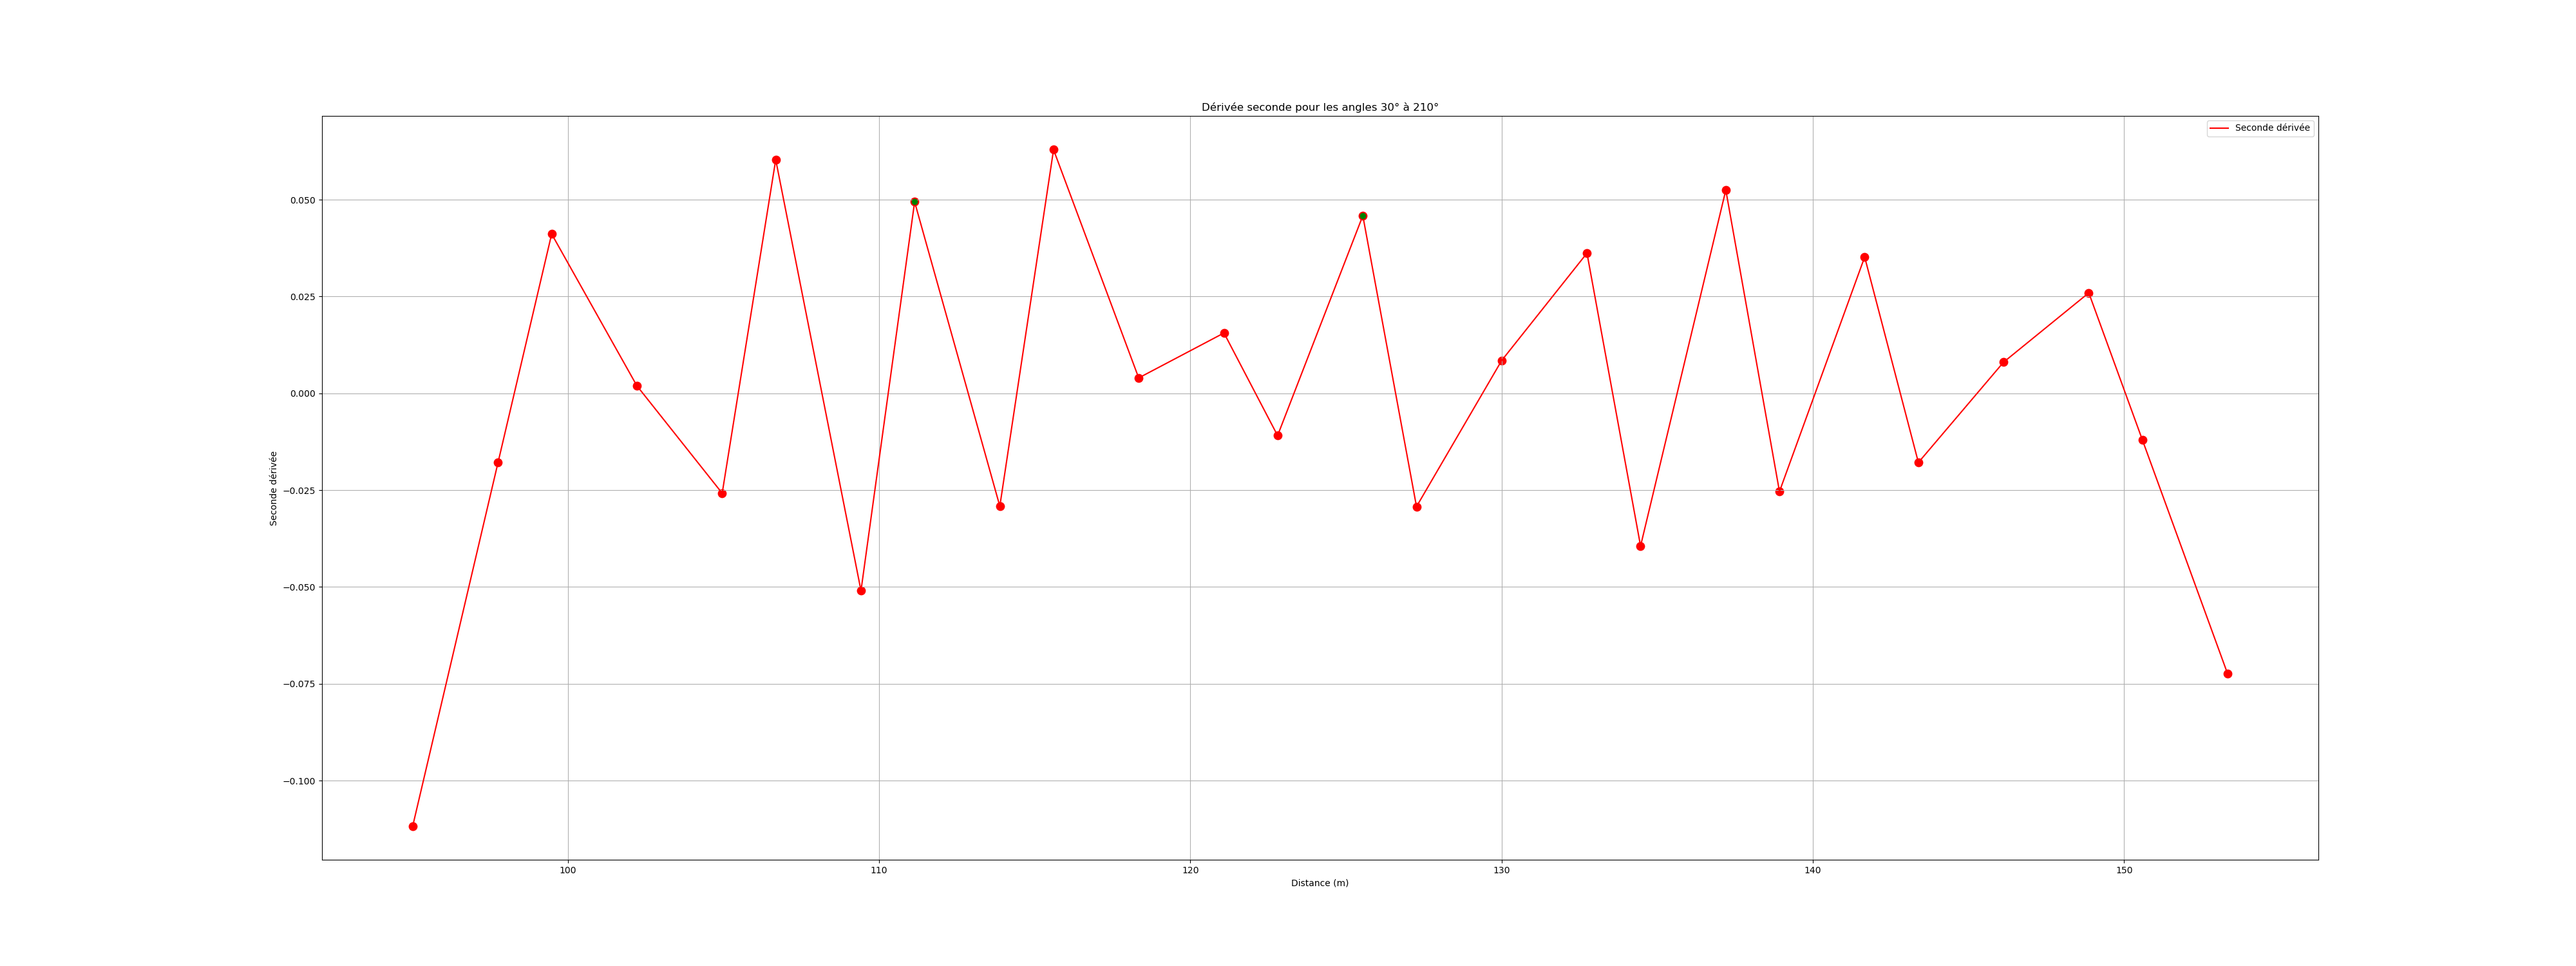 Dérivée seconde pour les angles 30° à 210°
Seconde dérivée
0.050
0.025
0.000
−0.025
−0.050
−0.075
−0.100
Seconde dérivée
100 110 120 130 140 150
Distance (m)